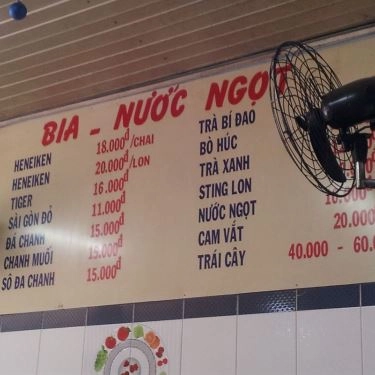 BIA - NƯỚC NGỌT
HENEIKEN 18.000đ/CHAI
HENEIKEN 20.000đ/LON
TIGER 16.000đ
SÀI GÒN ĐỎ 11.000đ
ĐÁ CHANH 15.000đ
CHANH MUỐI 15.000đ
SÔ ĐA CHANH 15.000đ
TRÀ BÍ ĐAO
BÒ HÚC
TRÀ XANH
STING LON
NƯỚC NGỌT
CAM VẮT 20.000
TRÁI CÂY 40.000 - 60.